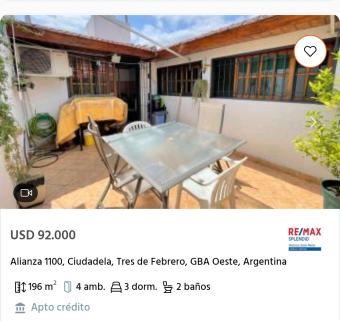 USD 92.000
RE/MAX
SPLENDID
Alianza 1100, Ciudadela, Tres de Febrero, GBA Oeste, Argentina
196 m² 4 amb. 3 dorm. 2 baños
Apto crédito